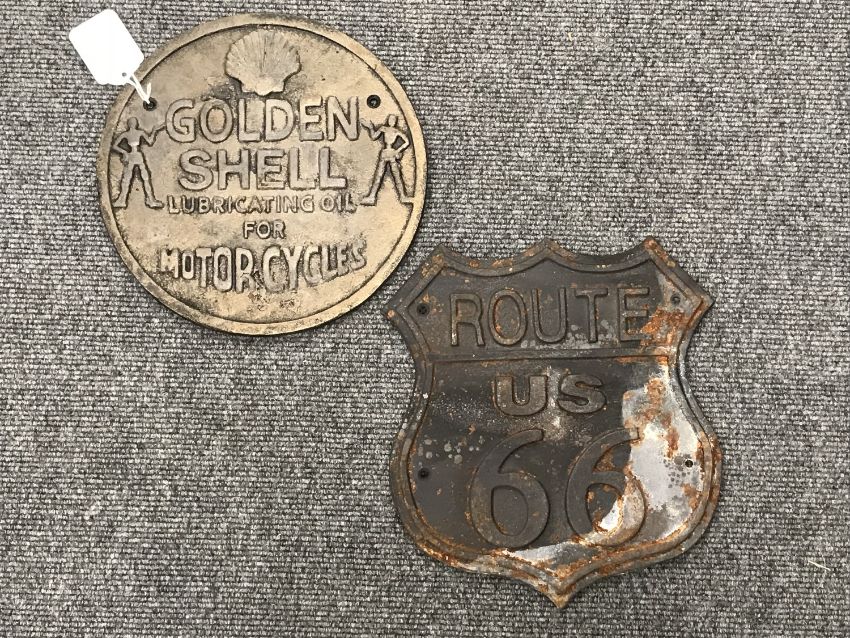 GOLDEN
SHELL
LUBRICATING OIL
FOR
MOTOR CYCLES
ROUTE
US
66